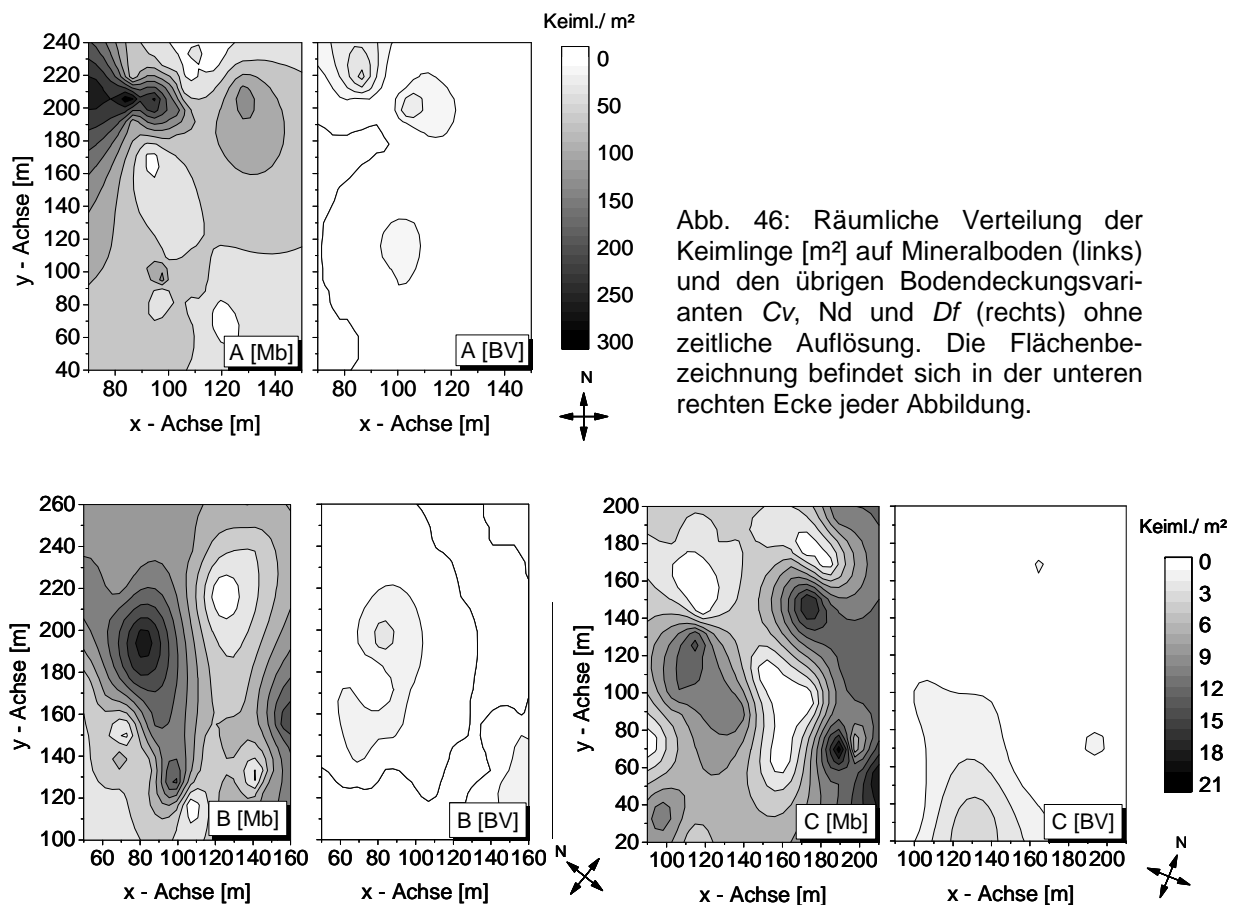 Keiml./ m²
240
220
200
180
160
140
120
100
80
60
40
y - Achse [m]
A [Mb]
A [BV]
80 100 120 140
80 100 120 140
x - Achse [m]
x - Achse [m]
0
50
100
150
200
250
300
N
Abb. 46: Räumliche Verteilung der
Keimlinge [m²] auf Mineralboden (links)
und den übrigen Bodendeckungsvari-
anten Cv, Nd und Df (rechts) ohne
zeitliche Auflösung. Die Flächenbe-
zeichnung befindet sich in der unteren
rechten Ecke jeder Abbildung.
260
240
220
200
180
160
140
120
100
y - Achse [m]
B [Mb]
B [BV]
60 80 100 120 140 160
60 80 100 120 140 160
x - Achse [m]
x - Achse [m]
N
200
180
160
140
120
100
80
60
40
20
y - Achse [m]
C [Mb]
C [BV]
100 120 140 160 180 200
100 120 140 160 180 200
x - Achse [m]
x - Achse [m]
Keiml./ m²
0
3
6
9
12
15
18
21
N